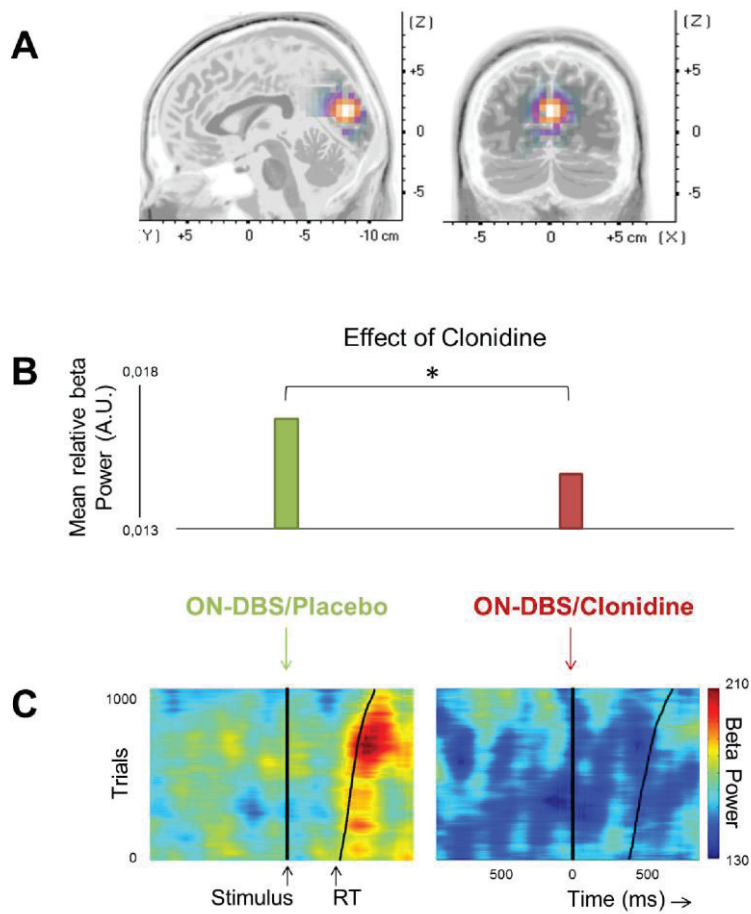 A
(Z)
+5
0
-5
(Y) +5 0 -5 -10 cm
(Z)
+5
0
-5
-5 0 +5 cm (X)
B
Effect of Clonidine
Mean relative beta
Power (A.U.)
0,018
0,013
*
ON-DBS/Placebo
ON-DBS/Clonidine
C
Trials
1000
0
Stimulus ↑ ↑ RT
500 0 500
Time (ms) →
210
130
Beta Power